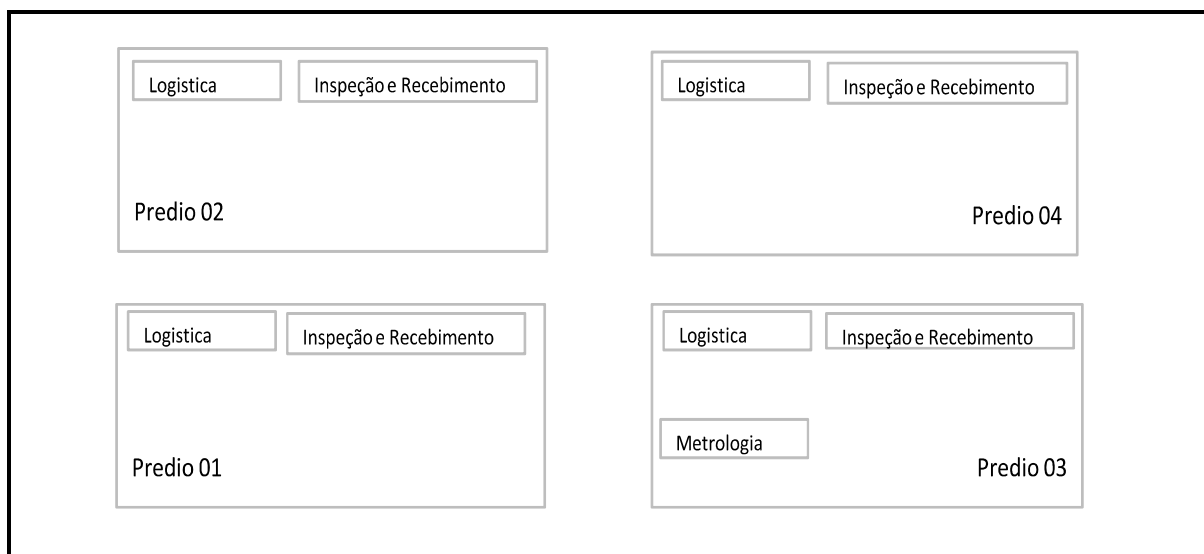 Logistica
Inspeção e Recebimento
Predio 02
Logistica
Inspeção e Recebimento
Predio 04
Logistica
Inspeção e Recebimento
Predio 01
Logistica
Inspeção e Recebimento
Metrologia
Predio 03